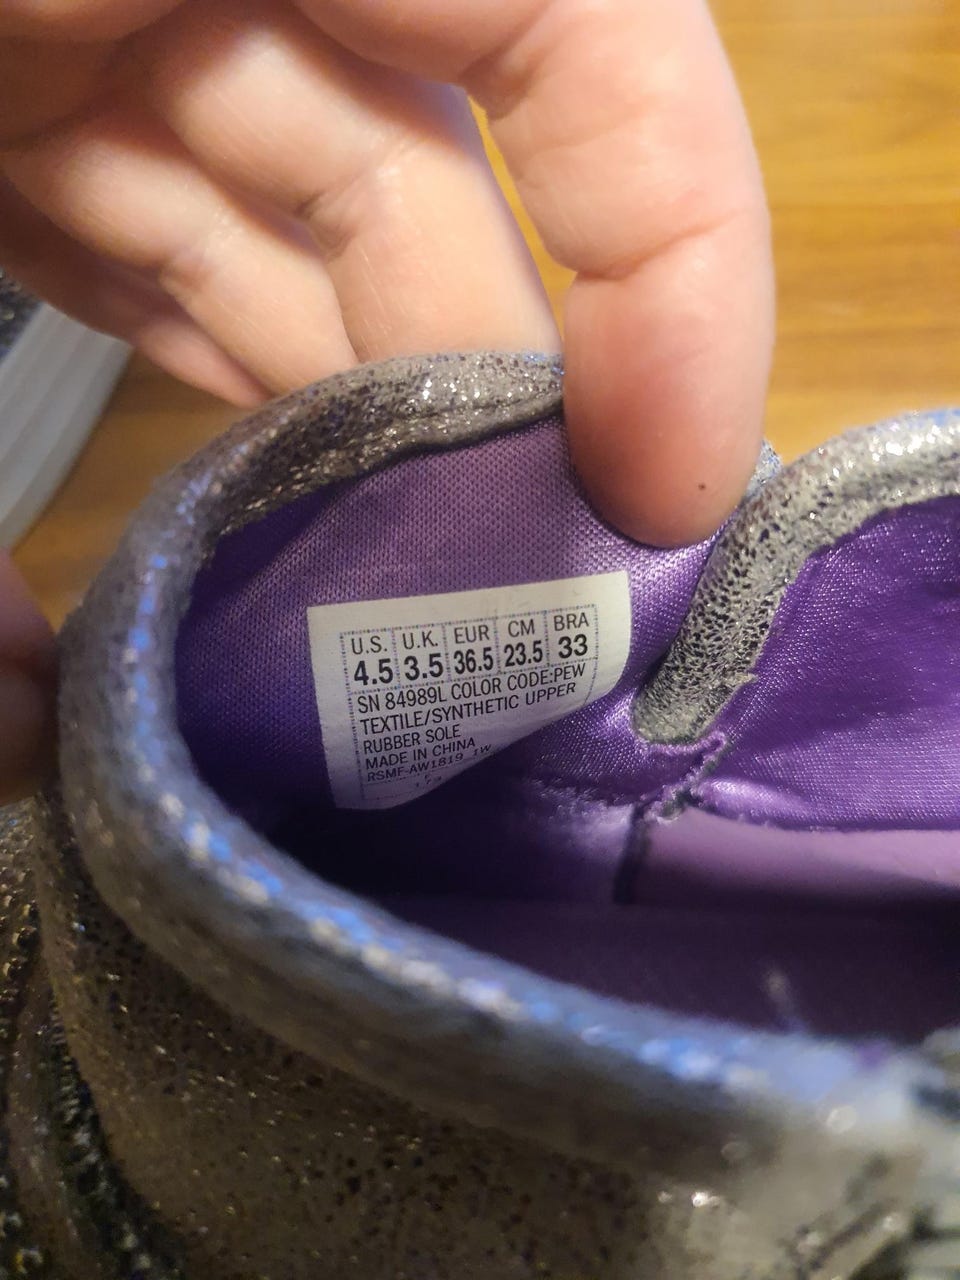 U.S. U.K. EUR CM BRA
4.5 3.5 36.5 23.5 33
SN 84989L COLOR CODE:PEW
TEXTILE/SYNTHETIC UPPER
RUBBER SOLE
MADE IN CHINA
RSMF-AW1819 1W